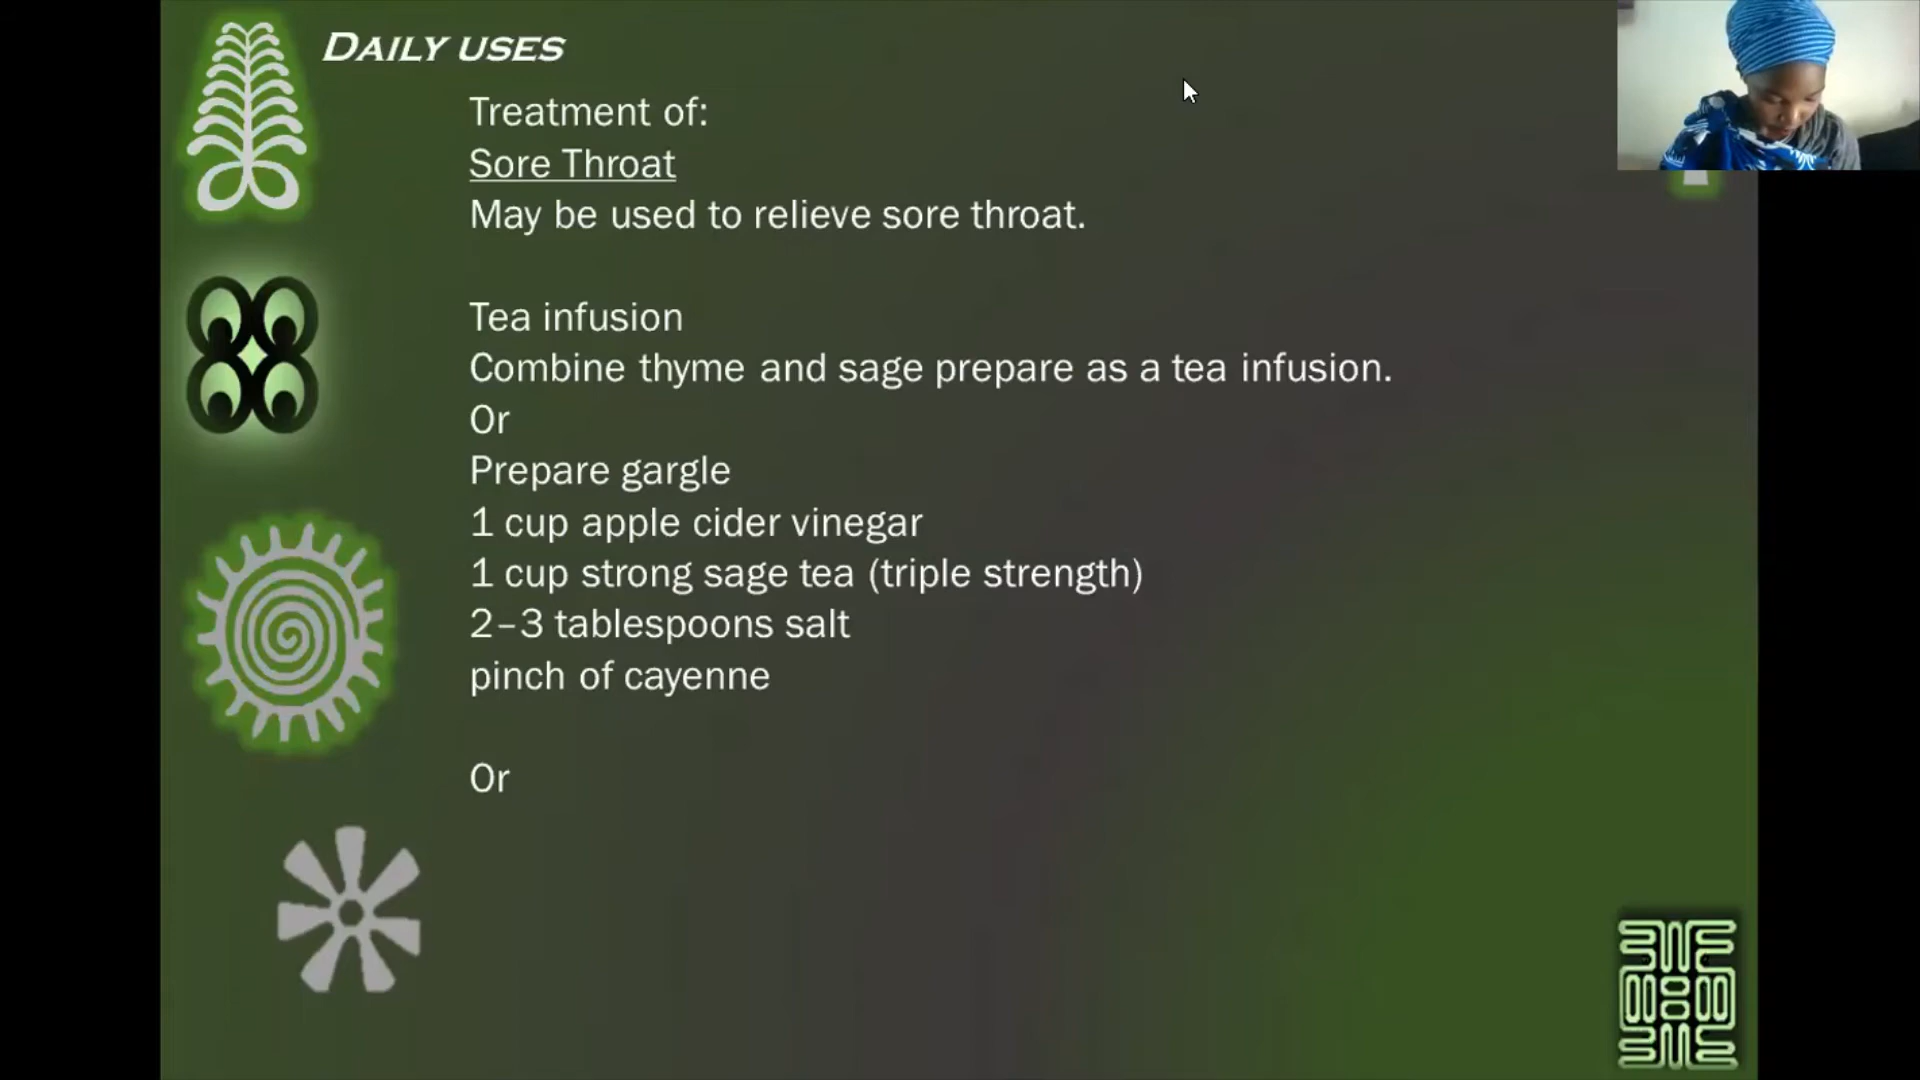 DAILY USES
Treatment of:
Sore Throat
May be used to relieve sore throat.
Tea infusion
Combine thyme and sage prepare as a tea infusion.
Or
Prepare gargle
1 cup apple cider vinegar
1 cup strong sage tea (triple strength)
2–3 tablespoons salt
pinch of cayenne
Or